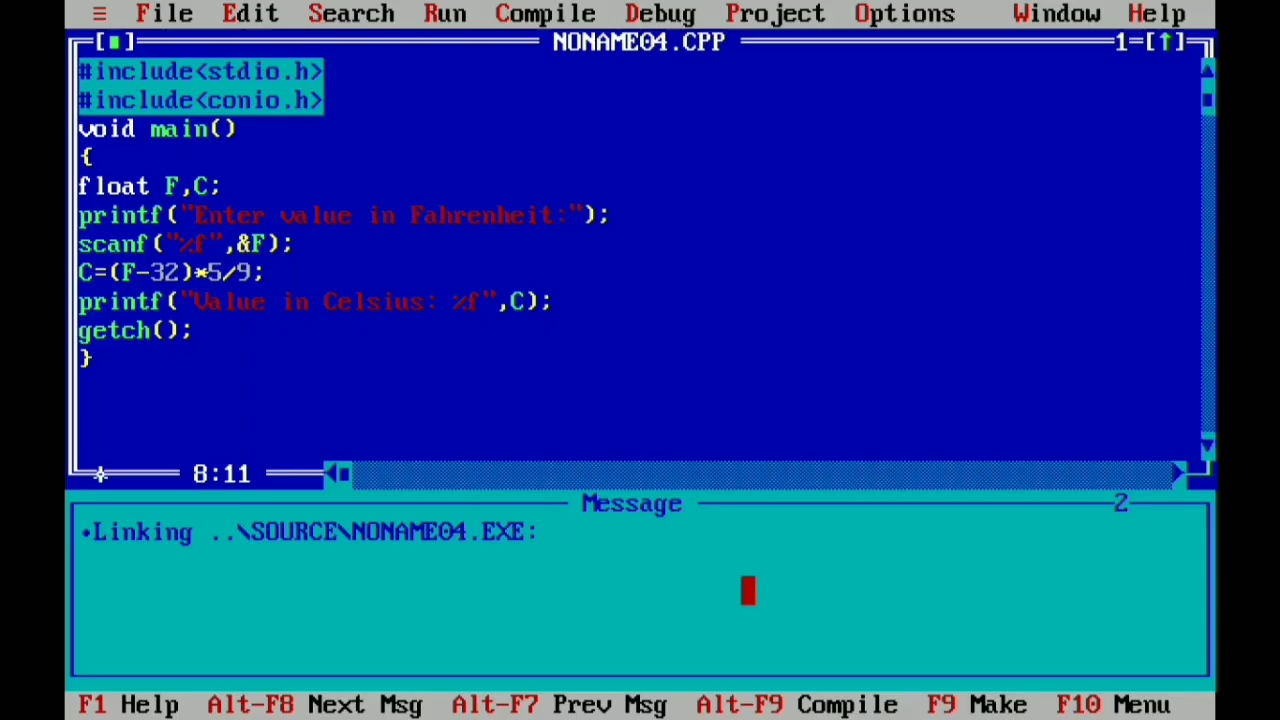 ≡ File Edit Search Run Compile Debug Project Options Window Help
[■] NONAME04.CPP 1=[↑]
#include<stdio.h>
#include<conio.h>
void main()
{
float F,C;
printf("Enter value in Fahrenheit:");
scanf("%f",&F);
C=(F-32)*5/9;
printf("Value in Celsius: %f",C);
getch();
}
8:11
Message 2
•Linking ..\SOURCE\NONAME04.EXE:
F1 Help Alt-F8 Next Msg Alt-F7 Prev Msg Alt-F9 Compile F9 Make F10 Menu